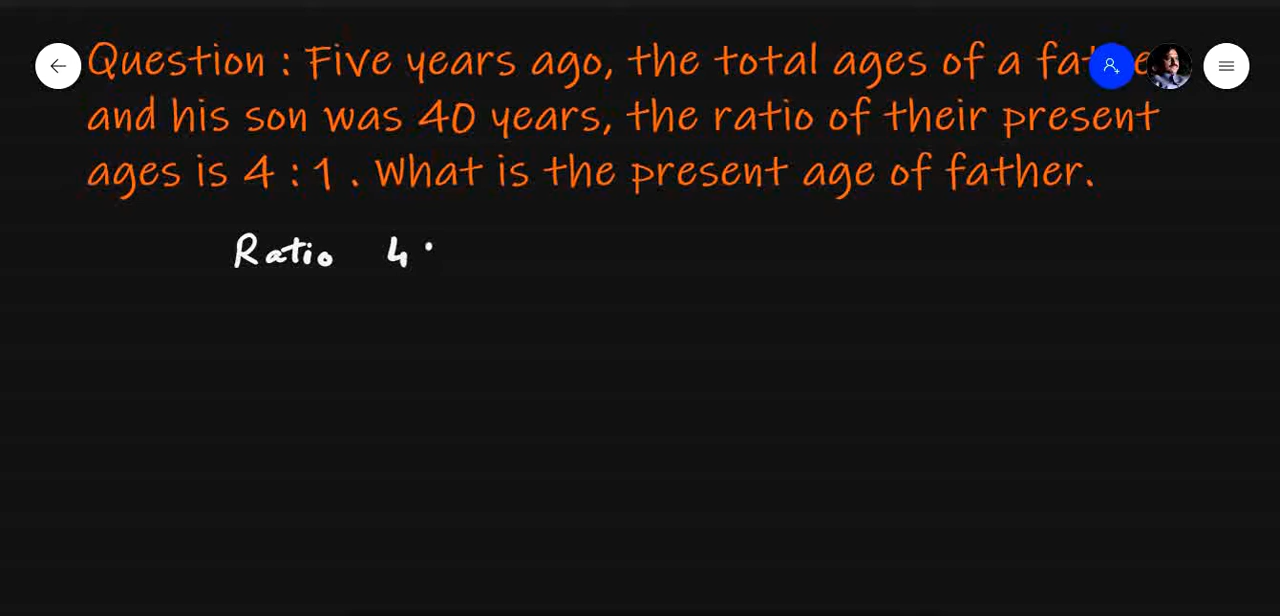 Question : Five years ago, the total ages of a
and his son was 40 years, the ratio of their present
ages is 4 : 1 . What is the present age of father.
Ratio 4 :